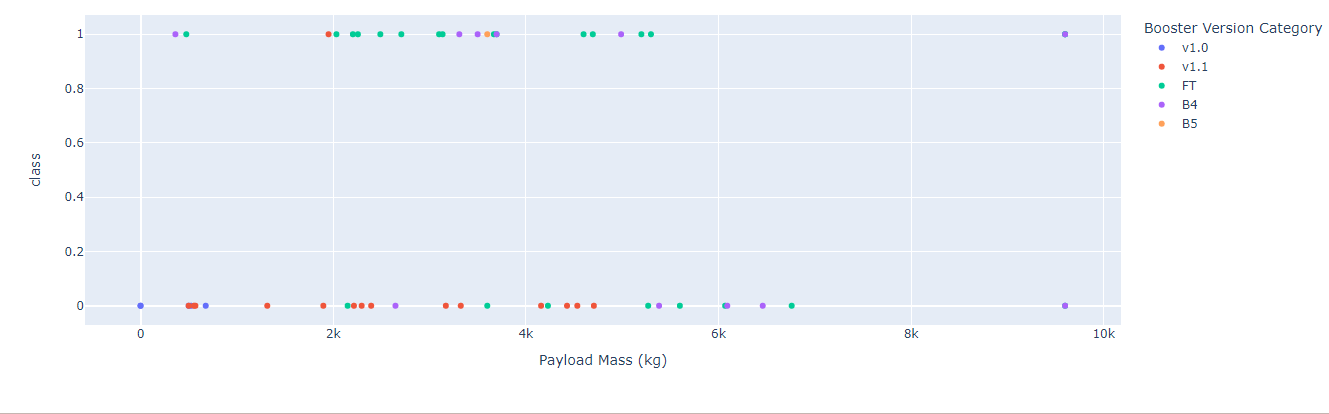 Booster Version Category
v1.0
v1.1
FT
B4
B5
class
1
0.8
0.6
0.4
0.2
0
0 2k 4k 6k 8k 10k
Payload Mass (kg)